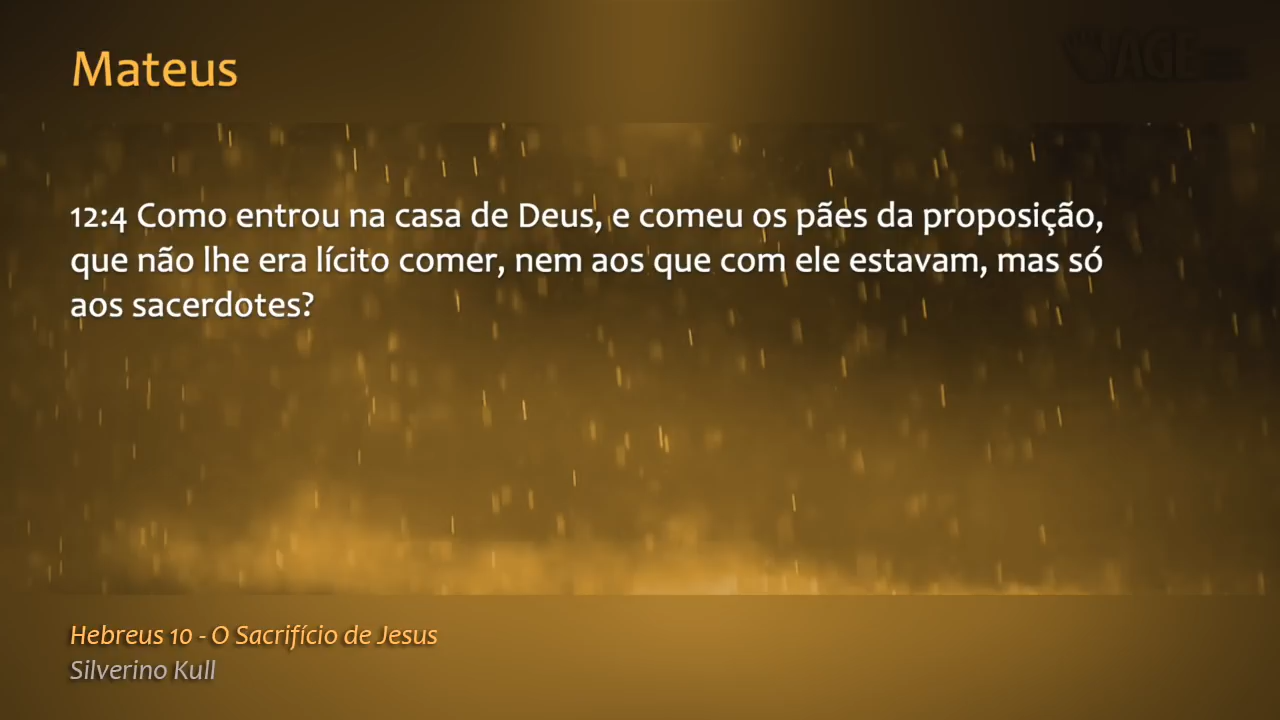 Mateus
12:4 Como entrou na casa de Deus, e comeu os pães da proposição,
que não lhe era lícito comer, nem aos que com ele estavam, mas só
aos sacerdotes?
Hebreus 10 - O Sacrifício de Jesus
Silverino Kull